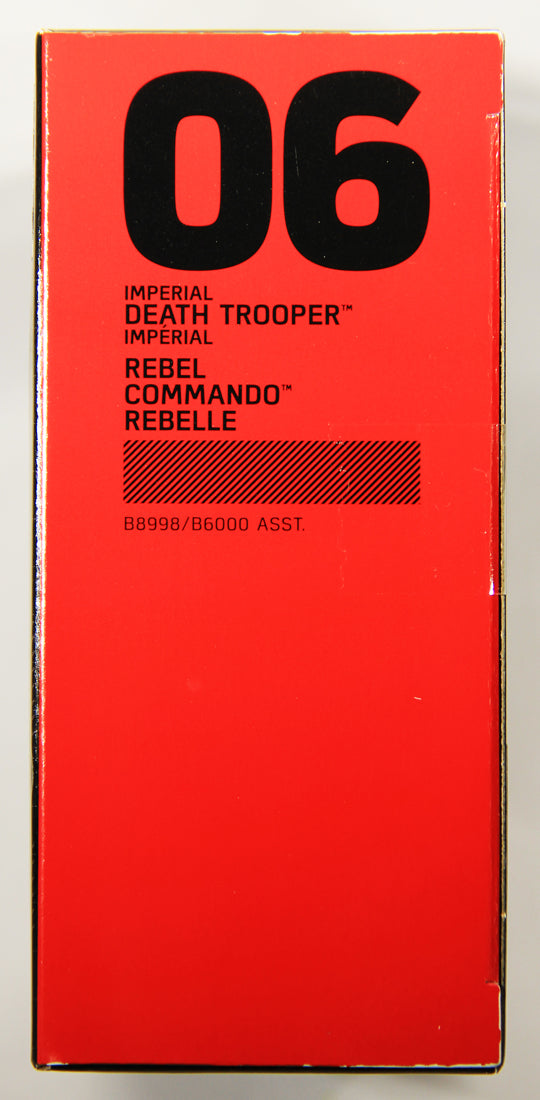 06
IMPERIAL
DEATH TROOPER™
IMPÉRIAL
REBEL
COMMANDO™
REBELLE
B8998/B6000 ASST.